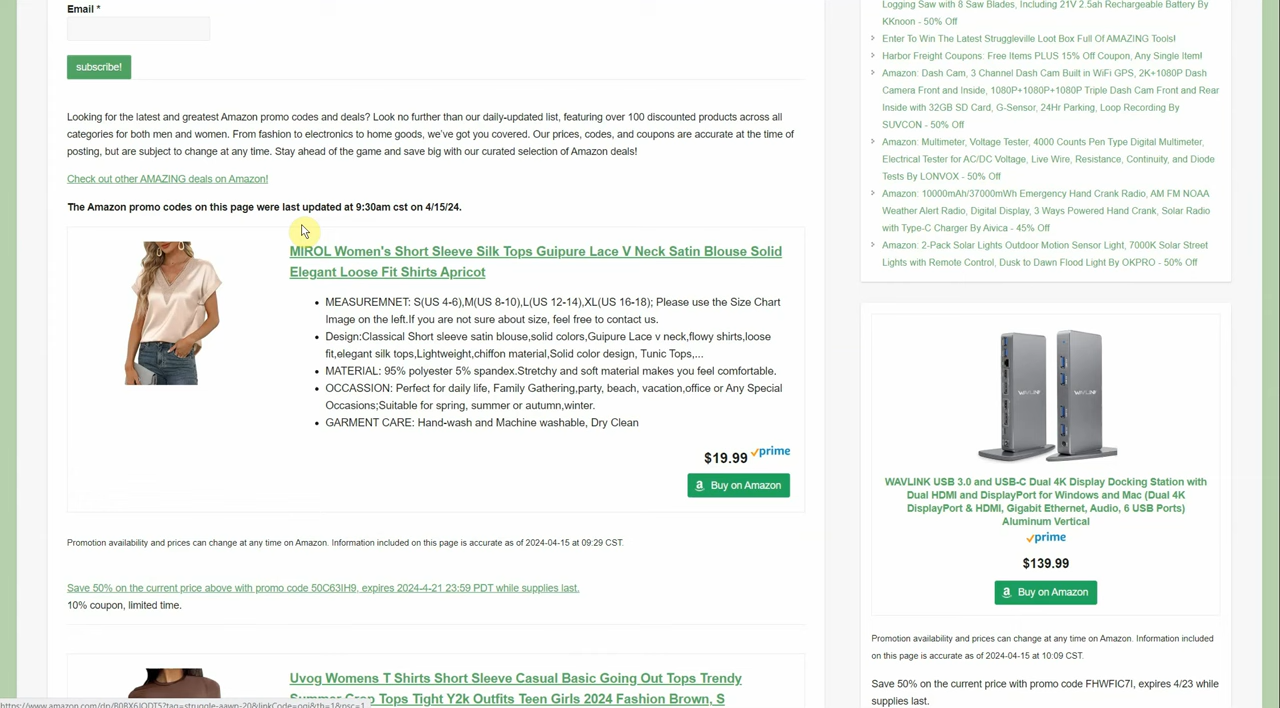 Email *
subscribe!
Looking for the latest and greatest Amazon promo codes and deals? Look no further than our daily-updated list, featuring over 100 discounted products across all
categories for both men and women. From fashion to electronics to home goods, we've got you covered. Our prices, codes, and coupons are accurate at the time of
posting, but are subject to change at any time. Stay ahead of the game and save big with our curated selection of Amazon deals!
Check out other AMAZING deals on Amazon!
The Amazon promo codes on this page were last updated at 9:30am cst on 4/15/24.
MIROL Women's Short Sleeve Silk Tops Guipure Lace V Neck Satin Blouse Solid
Elegant Loose Fit Shirts Apricot
• MEASUREMNET: S(US 4-6),M(US 8-10),L(US 12-14),XL(US 16-18); Please use the Size Chart
Image on the left.If you are not sure about size, feel free to contact us.
• Design:Classical Short sleeve satin blouse,solid colors,Guipure Lace v neck,flowy shirts,loose
fit,elegant silk tops,Lightweight,chiffon material,Solid color design, Tunic Tops,...
• MATERIAL: 95% polyester 5% spandex.Stretchy and soft material makes you feel comfortable.
• OCCASSION: Perfect for daily life, Family Gathering,party, beach, vacation,office or Any Special
Occasions;Suitable for spring, summer or autumn,winter.
• GARMENT CARE: Hand-wash and Machine washable, Dry Clean
$19.99 prime
Buy on Amazon
Promotion availability and prices can change at any time on Amazon. Information included on this page is accurate as of 2024-04-15 at 09:29 CST.
Save 50% on the current price above with promo code 50C63IH9, expires 2024-4-21 23:59 PDT while supplies last.
10% coupon, limited time.
Uvog Womens T Shirts Short Sleeve Casual Basic Going Out Tops Trendy
Summer Crop Tops Tight Y2k Outfits Teen Girls 2024 Fashion Brown, S
Logging Saw with 8 Saw Blades, Including 21V 2.5ah Rechargeable Battery By
KKnoon - 50% Off
Enter To Win The Latest Struggleville Loot Box Full Of AMAZING Tools!
Harbor Freight Coupons: Free Items PLUS 15% Off Coupon, Any Single Item!
Amazon: Dash Cam, 3 Channel Dash Cam Built in WiFi GPS, 2K+1080P Dash
Camera Front and Inside, 1080P+1080P+1080P Triple Dash Cam Front and Rear
Inside with 32GB SD Card, G-Sensor, 24Hr Parking, Loop Recording By
SUVCON - 50% Off
Amazon: Multimeter, Voltage Tester, 4000 Counts Pen Type Digital Multimeter,
Electrical Tester for AC/DC Voltage, Live Wire, Resistance, Continuity, and Diode
Tests By LONVOX - 50% Off
Amazon: 10000mAh/37000mWh Emergency Hand Crank Radio, AM FM NOAA
Weather Alert Radio, Digital Display, 3 Ways Powered Hand Crank, Solar Radio
with Type-C Charger By Aivica - 45% Off
Amazon: 2-Pack Solar Lights Outdoor Motion Sensor Light, 7000K Solar Street
Lights with Remote Control, Dusk to Dawn Flood Light By OKPRO - 50% Off
WAVLINK
WAVLINK
WAVLINK USB 3.0 and USB-C Dual 4K Display Docking Station with
Dual HDMI and DisplayPort for Windows and Mac (Dual 4K
DisplayPort & HDMI, Gigabit Ethernet, Audio, 6 USB Ports)
Aluminum Vertical
prime
$139.99
Buy on Amazon
Promotion availability and prices can change at any time on Amazon. Information included
on this page is accurate as of 2024-04-15 at 10:09 CST.
Save 50% on the current price with promo code FHWFIC7I, expires 4/23 while
supplies last.